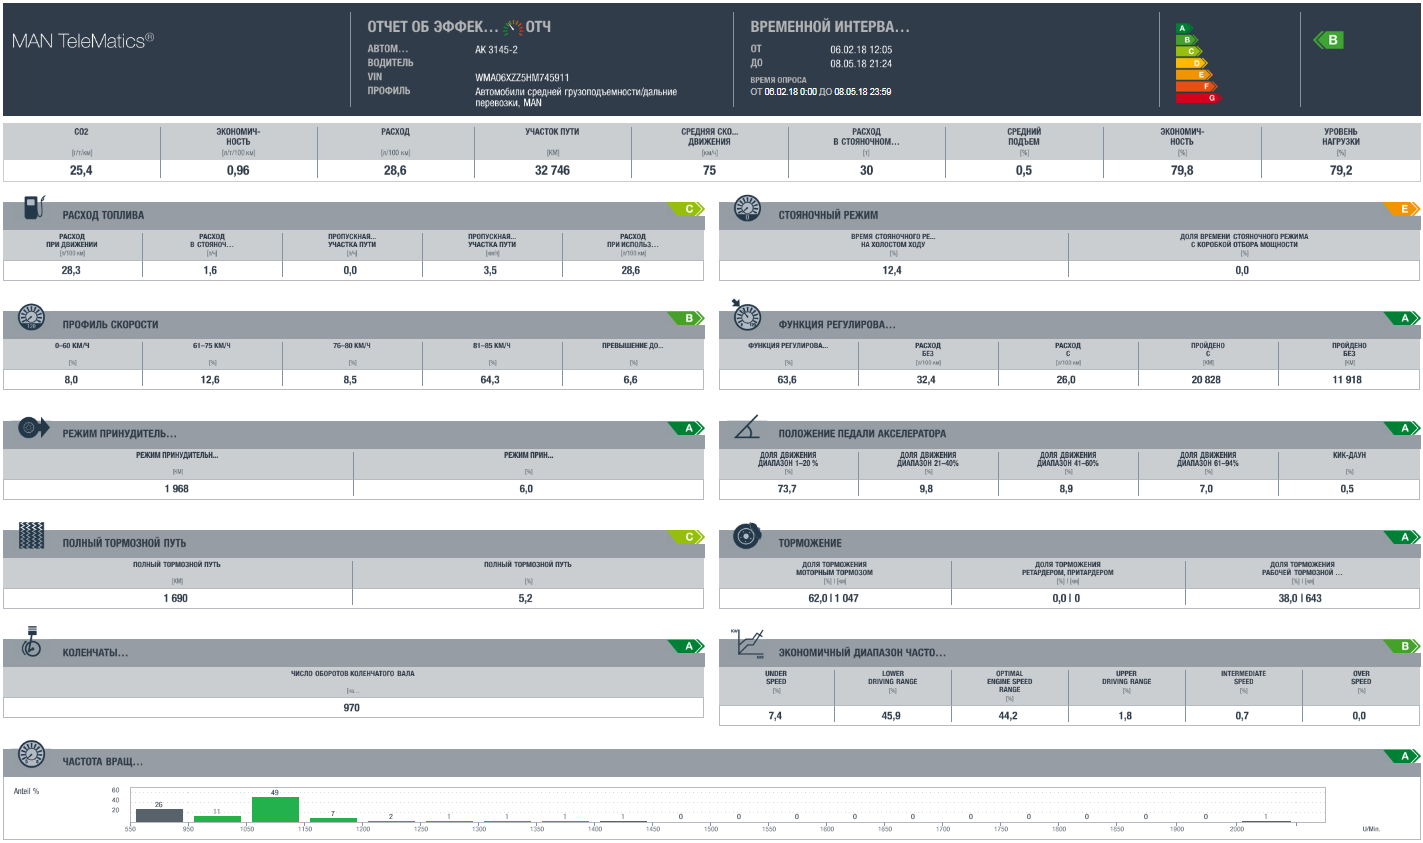 MAN TeleMatics®
ОТЧЕТ ОБ ЭФФЕК... ОТЧ
АВТОМ... АК 3145-2
ВОДИТЕЛЬ
VIN WMA06XZZ5HM745911
ПРОФИЛЬ Автомобили средней грузоподъемности/дальние
перевозки, MAN
ВРЕМЕННОЙ ИНТЕРВА...
ОТ 06.02.18 12:05
ДО 08.05.18 21:24
ВРЕМЯ ОПРОСА
ОТ 06.02.18 0:00 ДО 08.05.18 23:59
A
B
C
D
E
F
G
B
CO2 ЭКОНОМИЧ-НОСТЬ РАСХОД УЧАСТОК ПУТИ СРЕДНЯЯ СКО... ДВИЖЕНИЯ РАСХОД В СТОЯНОЧНОМ... СРЕДНИЙ ПОДЪЕМ ЭКОНОМИЧ-НОСТЬ УРОВЕНЬ НАГРУЗКИ
[г/т/км] [л/т/100 км] [л/100 км] [КМ] [км/ч] [т] [%] [%] [%]
25,4 0,96 28,6 32 746 75 30 0,5 79,8 79,2
РАСХОД ТОПЛИВА C
РАСХОД ПРИ ДВИЖЕНИИ РАСХОД В СТОЯНОЧ... ПРОПУСКНАЯ... УЧАСТКА ПУТИ ПРОПУСКНАЯ... УЧАСТКА ПУТИ РАСХОД ПРИ ИСПОЛЬЗ...
[л/100 км] [л/ч] [л/ч] [км/ч] [л/100 км]
28,3 1,6 0,0 3,5 28,6
СТОЯНОЧНЫЙ РЕЖИМ E
ВРЕМЯ СТОЯНОЧНОГО РЕ... НА ХОЛОСТОМ ХОДУ ДОЛЯ ВРЕМЕНИ СТОЯНОЧНОГО РЕЖИМА С КОРОБКОЙ ОТБОРА МОЩНОСТИ
[%] [%]
12,4 0,0
ПРОФИЛЬ СКОРОСТИ B
0–60 КМ/Ч 61–75 КМ/Ч 76–80 КМ/Ч 81–85 КМ/Ч ПРЕВЫШЕНИЕ ДО...
[%] [%] [%] [%] [%]
8,0 12,6 8,5 64,3 6,6
ФУНКЦИЯ РЕГУЛИРОВА... A
ФУНКЦИЯ РЕГУЛИРОВА... РАСХОД БЕЗ РАСХОД С ПРОЙДЕНО С ПРОЙДЕНО БЕЗ
[%] [л/100 км] [л/100 км] [КМ] [КМ]
63,6 32,4 26,0 20 828 11 918
РЕЖИМ ПРИНУДИТЕЛЬ... A
РЕЖИМ ПРИНУДИТЕЛЬН... РЕЖИМ ПРИН...
[КМ] [%]
1 968 6,0
ПОЛОЖЕНИЕ ПЕДАЛИ АКСЕЛЕРАТОРА A
ДОЛЯ ДВИЖЕНИЯ ДИАПАЗОН 1–20 % ДОЛЯ ДВИЖЕНИЯ ДИАПАЗОН 21–40% ДОЛЯ ДВИЖЕНИЯ ДИАПАЗОН 41–60% ДОЛЯ ДВИЖЕНИЯ ДИАПАЗОН 61–94% КИК-ДАУН
[%] [%] [%] [%] [%]
73,7 9,8 8,9 7,0 0,5
ПОЛНЫЙ ТОРМОЗНОЙ ПУТЬ C
ПОЛНЫЙ ТОРМОЗНОЙ ПУТЬ ПОЛНЫЙ ТОРМОЗНОЙ ПУТЬ
[КМ] [%]
1 690 5,2
ТОРМОЖЕНИЕ A
ДОЛЯ ТОРМОЖЕНИЯ МОТОРНЫМ ТОРМОЗОМ ДОЛЯ ТОРМОЖЕНИЯ РЕТАРДЕРОМ, ПРИТАРДЕРОМ ДОЛЯ ТОРМОЖЕНИЯ РАБОЧЕЙ ТОРМОЗНОЙ ...
[%] | [км] [%] | [км] [%] | [км]
62,0 | 1 047 0,0 | 0 38,0 | 643
КОЛЕНЧАТЫ... A
ЧИСЛО ОБОРОТОВ КОЛЕНЧАТОГО ВАЛА
970
ЭКОНОМИЧНЫЙ ДИАПАЗОН ЧАСТО... B
UNDER SPEED LOWER DRIVING RANGE OPTIMAL ENGINE SPEED RANGE UPPER DRIVING RANGE INTERMEDIATE SPEED OVER SPEED
[%] [%] [%] [%] [%] [%]
7,4 45,9 44,2 1,8 0,7 0,0
ЧАСТОТА ВРАЩ... A
Anteil %
60
40
20
26 11 49 7 2 1 1 1 1 0 0 0 0 0 0 0 0 0 0 1
550 950 1050 1150 1200 1250 1300 1350 1400 1450 1500 1550 1600 1650 1700 1750 1800 1850 1900 2000 U/Min.